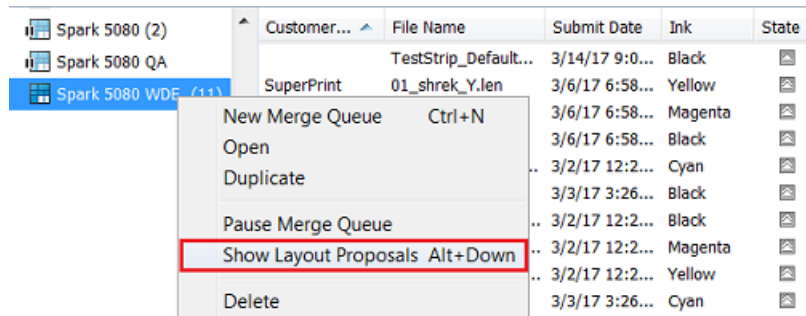 Spark 5080 (2)
Spark 5080 QA
Spark 5080 WDE (11)
Customer... File Name Submit Date Ink State
TestStrip_Default... 3/14/17 9:0... Black
SuperPrint 01_shrek_Y.len 3/6/17 6:58... Yellow
3/6/17 6:58... Magenta
3/6/17 6:58... Black
.. 3/2/17 12:2... Cyan
3/3/17 3:26... Black
.. 3/2/17 12:2... Black
.. 3/2/17 12:2... Magenta
.. 3/2/17 12:2... Yellow
3/3/17 3:26... Cyan
New Merge Queue Ctrl+N
Open
Duplicate
Pause Merge Queue
Show Layout Proposals Alt+Down
Delete